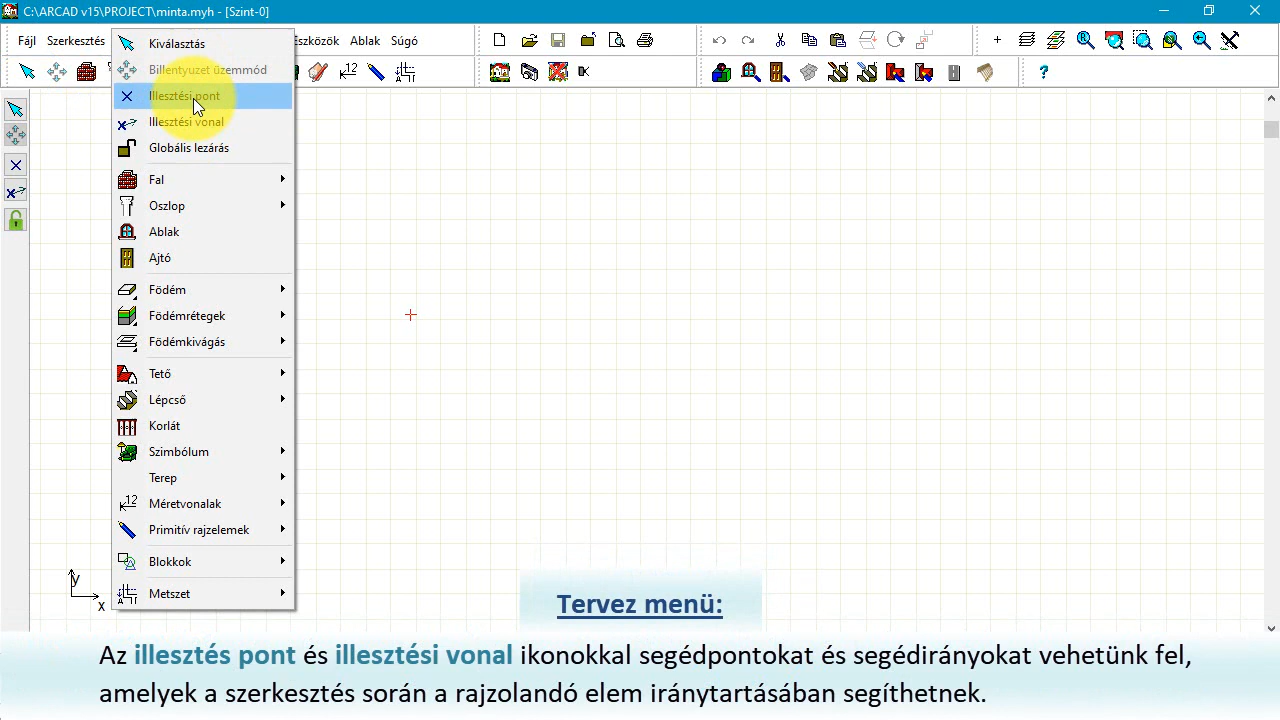 C:\ARCAD v15\PROJECT\minta.myh - [Szint-0]
Fájl Szerkesztés szközök Ablak Súgó
Kiválasztás
Billentyuzet üzemmód
Illesztési pont
Illesztési vonal
Globális lezárás
Fal
Oszlop
Ablak
Ajtó
Födém
Födémrétegek
Födémkivágás
Tető
Lépcső
Korlát
Szimbólum
Terep
Méretvonalak
Primitív rajzelemek
Blokkok
Metszet
y
x
Tervez menü:
Az illesztés pont és illesztési vonal ikonokkal segédpontokat és segédirányokat vehetünk fel,
amelyek a szerkesztés során a rajzolandó elem iránytartásában segíthetnek.